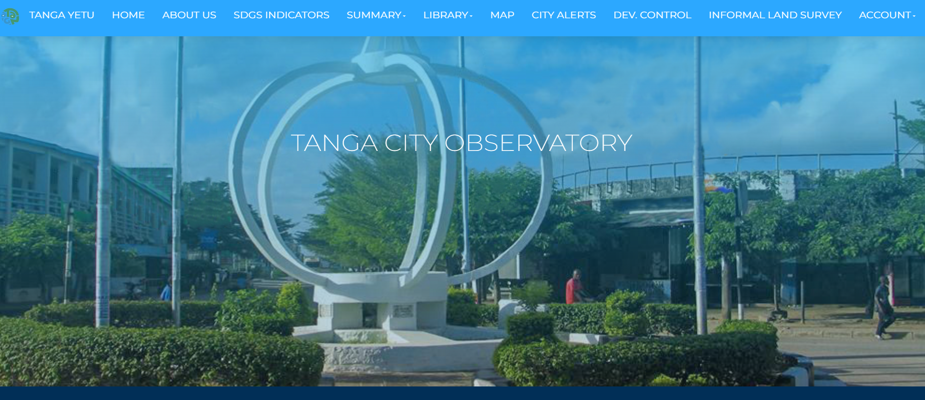 TANGA YETU HOME ABOUT US SDGS INDICATORS SUMMARY LIBRARY MAP CITY ALERTS DEV. CONTROL INFORMAL LAND SURVEY ACCOUNT
TANGA CITY OBSERVATORY